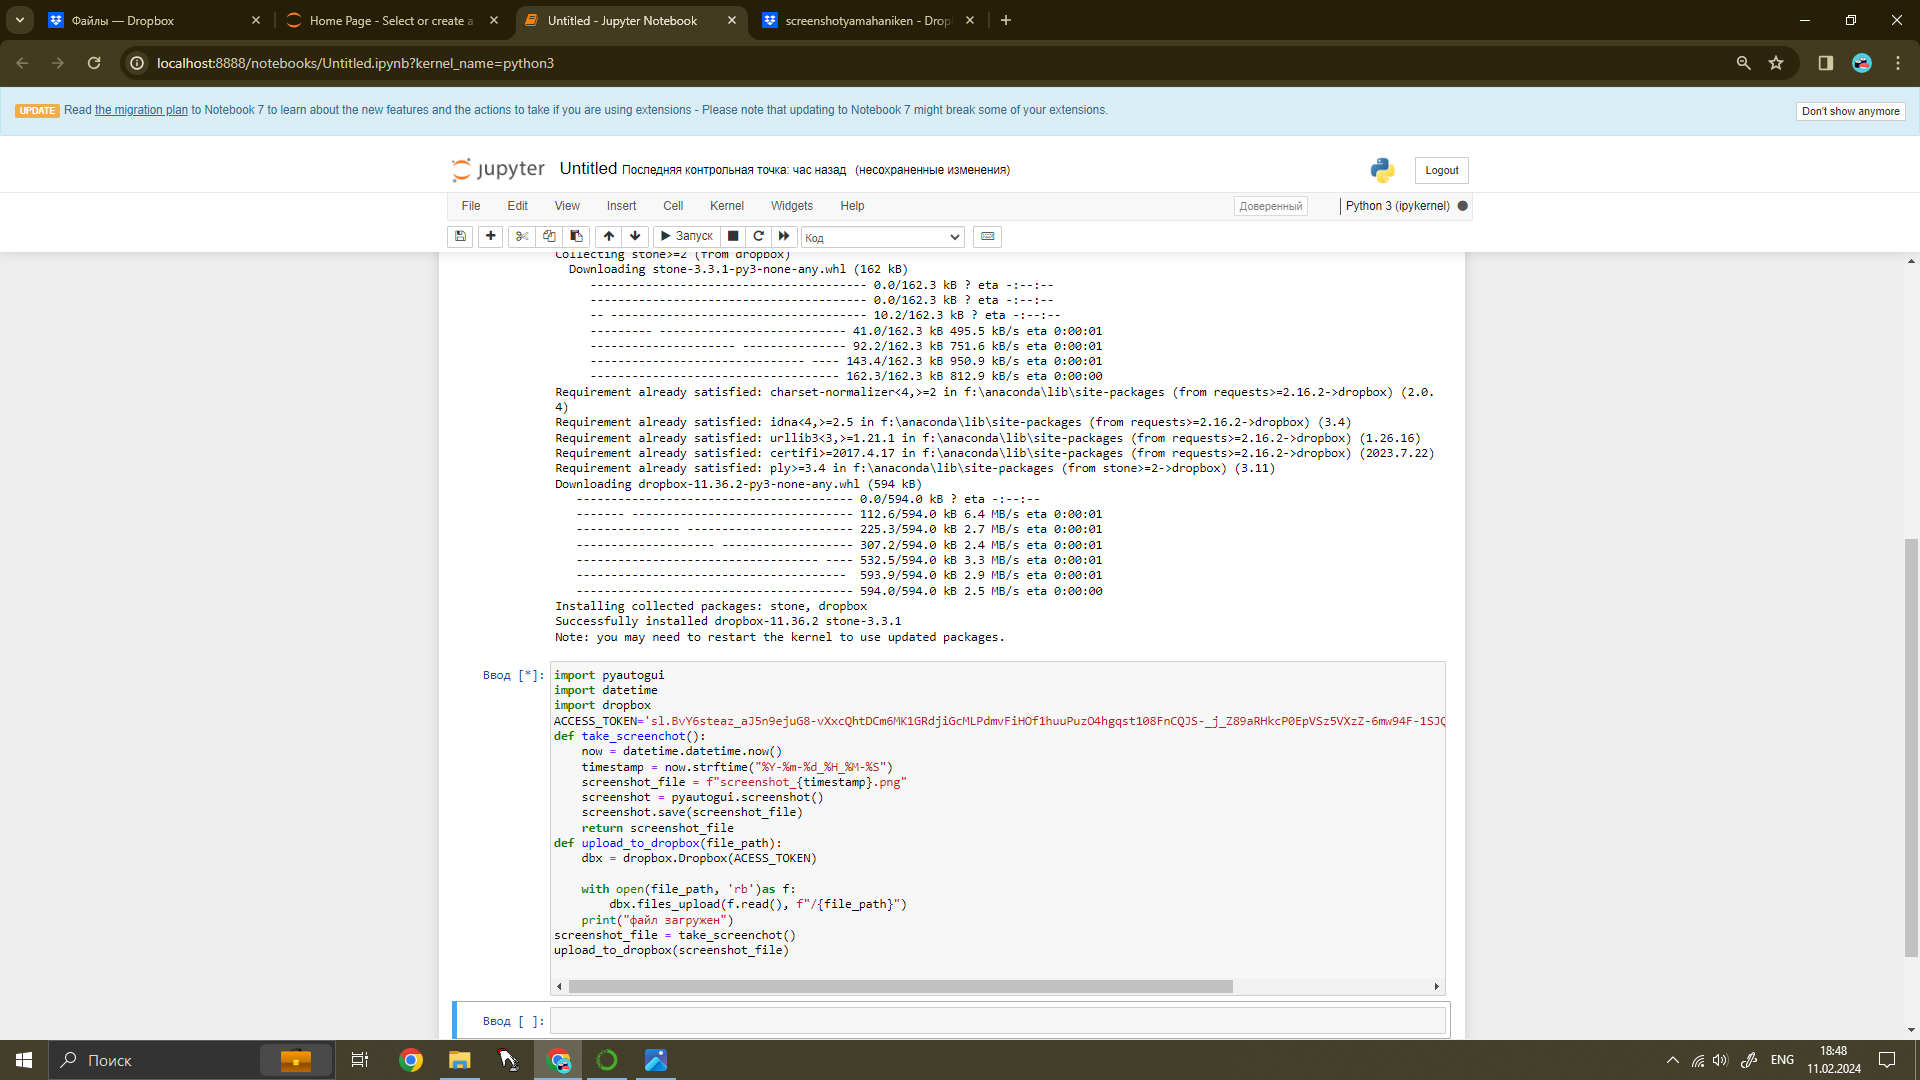 Файлы — Dropbox
Home Page - Select or create a
Untitled - Jupyter Notebook
screenshotyamahaniken - Drop
localhost:8888/notebooks/Untitled.ipynb?kernel_name=python3
UPDATE Read the migration plan to Notebook 7 to learn about the new features and the actions to take if you are using extensions - Please note that updating to Notebook 7 might break some of your extensions.
Don't show anymore
jupyter Untitled Последняя контрольная точка: час назад (несохраненные изменения)
Logout
File Edit View Insert Cell Kernel Widgets Help
Доверенный
Python 3 (ipykernel)
Запуск
Код
Collecting stone>=2 (from dropbox)
Downloading stone-3.3.1-py3-none-any.whl (162 kB)
---------------------------------------- 0.0/162.3 kB ? eta -:--:--
---------------------------------------- 0.0/162.3 kB ? eta -:--:--
-- ------------------------------------- 10.2/162.3 kB ? eta -:--:--
--------- --------------------------- 41.0/162.3 kB 495.5 kB/s eta 0:00:01
--------------------- --------------- 92.2/162.3 kB 751.6 kB/s eta 0:00:01
------------------------------- ---- 143.4/162.3 kB 950.9 kB/s eta 0:00:01
------------------------------------ 162.3/162.3 kB 812.9 kB/s eta 0:00:00
Requirement already satisfied: charset-normalizer<4,>=2 in f:\anaconda\lib\site-packages (from requests>=2.16.2->dropbox) (2.0.
4)
Requirement already satisfied: idna<4,>=2.5 in f:\anaconda\lib\site-packages (from requests>=2.16.2->dropbox) (3.4)
Requirement already satisfied: urllib3<3,>=1.21.1 in f:\anaconda\lib\site-packages (from requests>=2.16.2->dropbox) (1.26.16)
Requirement already satisfied: certifi>=2017.4.17 in f:\anaconda\lib\site-packages (from requests>=2.16.2->dropbox) (2023.7.22)
Requirement already satisfied: ply>=3.4 in f:\anaconda\lib\site-packages (from stone>=2->dropbox) (3.11)
Downloading dropbox-11.36.2-py3-none-any.whl (594 kB)
---------------------------------------- 0.0/594.0 kB ? eta -:--:--
------- -------------------------------- 112.6/594.0 kB 6.4 MB/s eta 0:00:01
--------------- ------------------------ 225.3/594.0 kB 2.7 MB/s eta 0:00:01
-------------------- ------------------- 307.2/594.0 kB 2.4 MB/s eta 0:00:01
----------------------------------- ---- 532.5/594.0 kB 3.3 MB/s eta 0:00:01
--------------------------------------- 593.9/594.0 kB 2.9 MB/s eta 0:00:01
---------------------------------------- 594.0/594.0 kB 2.5 MB/s eta 0:00:00
Installing collected packages: stone, dropbox
Successfully installed dropbox-11.36.2 stone-3.3.1
Note: you may need to restart the kernel to use updated packages.
Ввод [*]:
import pyautogui
import datetime
import dropbox
ACCESS_TOKEN='sl.BvY6steaz_aJ5n9ejuG8-vXxcQhtDCm6MK1GRdjiGcMLPdmvFiHOf1huuPuzO4hgqst108FnCQJS-_j_Z89aRHkcP0EpVSz5VXzZ-6mw94F-1SJQ
def take_screenchot():
now = datetime.datetime.now()
timestamp = now.strftime("%Y-%m-%d_%H_%M-%S")
screenshot_file = f"screenshot_{timestamp}.png"
screenshot = pyautogui.screenshot()
screenshot.save(screenshot_file)
return screenshot_file
def upload_to_dropbox(file_path):
dbx = dropbox.Dropbox(ACESS_TOKEN)
with open(file_path, 'rb')as f:
dbx.files_upload(f.read(), f"/{file_path}")
print("файл загружен")
screenshot_file = take_screenchot()
upload_to_dropbox(screenshot_file)
Ввод [ ]:
Поиск
ENG
18:48
11.02.2024